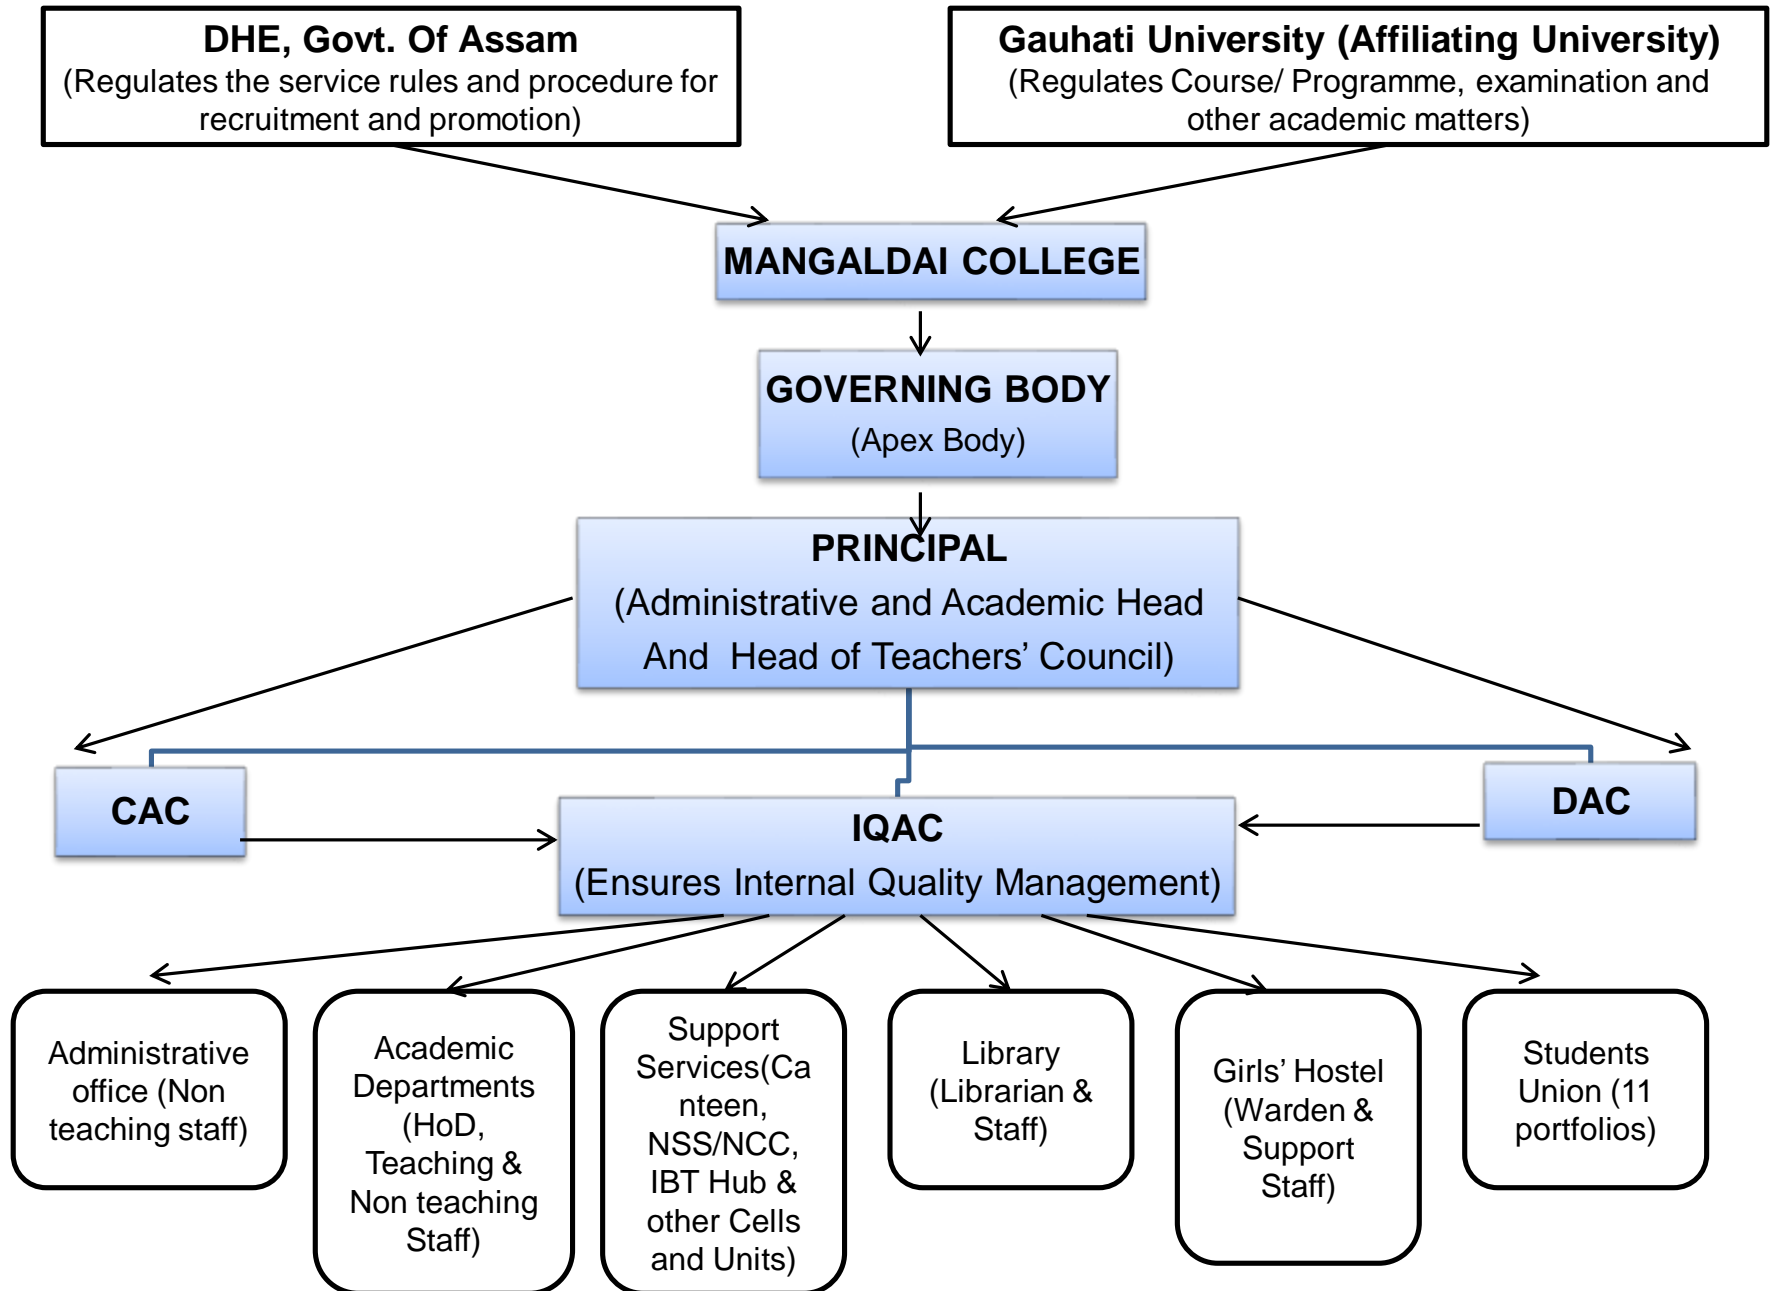 DHE, Govt. Of Assam
(Regulates the service rules and procedure for
recruitment and promotion)
Gauhati University (Affiliating University)
(Regulates Course/ Programme, examination and
other academic matters)
MANGALDAI COLLEGE
GOVERNING BODY
(Apex Body)
PRINCIPAL
(Administrative and Academic Head
And Head of Teachers’ Council)
CAC
DAC
IQAC
(Ensures Internal Quality Management)
Administrative
office (Non
teaching staff)
Academic
Departments
(HoD,
Teaching &
Non teaching
Staff)
Support
Services(Ca
nteen,
NSS/NCC,
IBT Hub &
other Cells
and Units)
Library
(Librarian &
Staff)
Girls’ Hostel
(Warden &
Support
Staff)
Students
Union (11
portfolios)